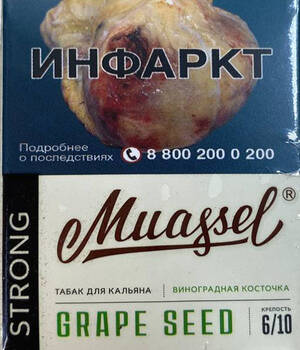 ИНФАРКТ
Подробнее
о последствиях
8 800 200 0 200
STRONG
Muassel®
ТАБАК ДЛЯ КАЛЬЯНА | ВИНОГРАДНАЯ КОСТОЧКА
GRAPE SEED
КРЕПОСТЬ
6/10